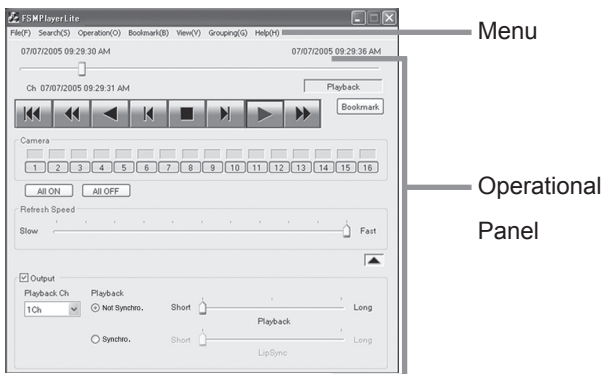 FSMPlayerLite
File(F) Search(S) Operation(O) Bookmark(B) View(V) Grouping(G) Help(H)
Menu
07/07/2005 09:29:30 AM 07/07/2005 09:29:36 AM
Ch 07/07/2005 09:29:31 AM Playback
Bookmark
Camera
1 2 3 4 5 6 7 8 9 10 11 12 13 14 15 16
All ON All OFF
Operational
Panel
Refresh Speed
Slow Fast
Output
Playback Ch Playback
1Ch Not Synchro. Short Long
Playback
Synchro. Short Long
LipSync